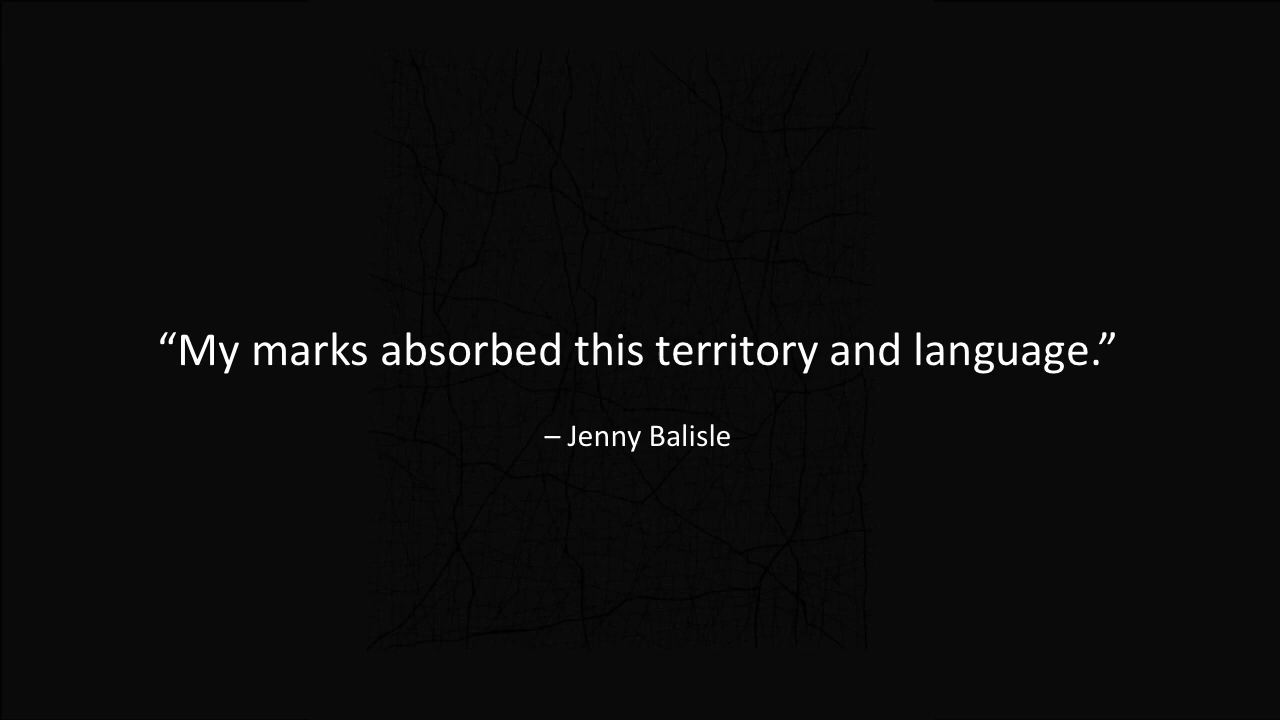 “My marks absorbed this territory and language.”
– Jenny Balisle